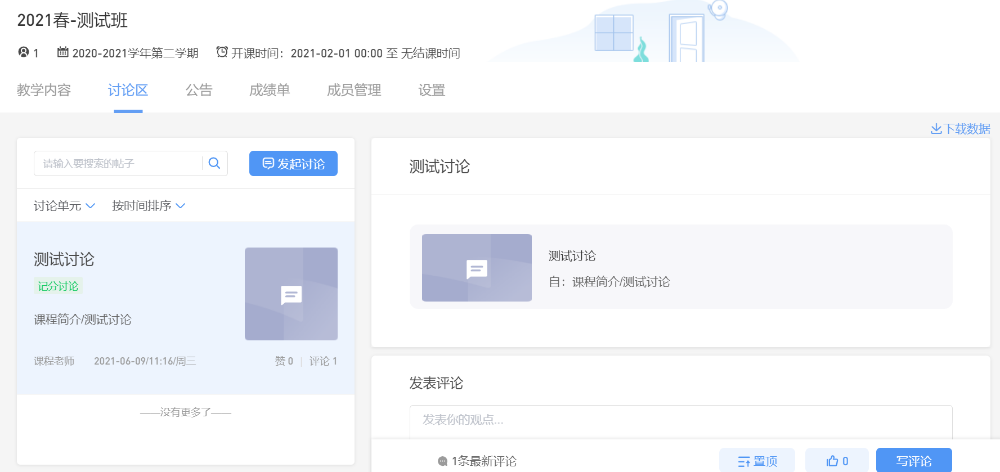 2021春-测试班
1 2020-2021学年第二学期 开课时间：2021-02-01 00:00 至 无结课时间
教学内容 讨论区 公告 成绩单 成员管理 设置
下载数据
请输入要搜索的帖子 发起讨论
讨论单元 按时间排序
测试讨论
记分讨论
课程简介/测试讨论
课程老师 2021-06-09/11:16/周三 赞 0 | 评论 1
——没有更多了——
测试讨论
测试讨论
自：课程简介/测试讨论
发表评论
发表你的观点...
1条最新评论 置顶 0 写评论